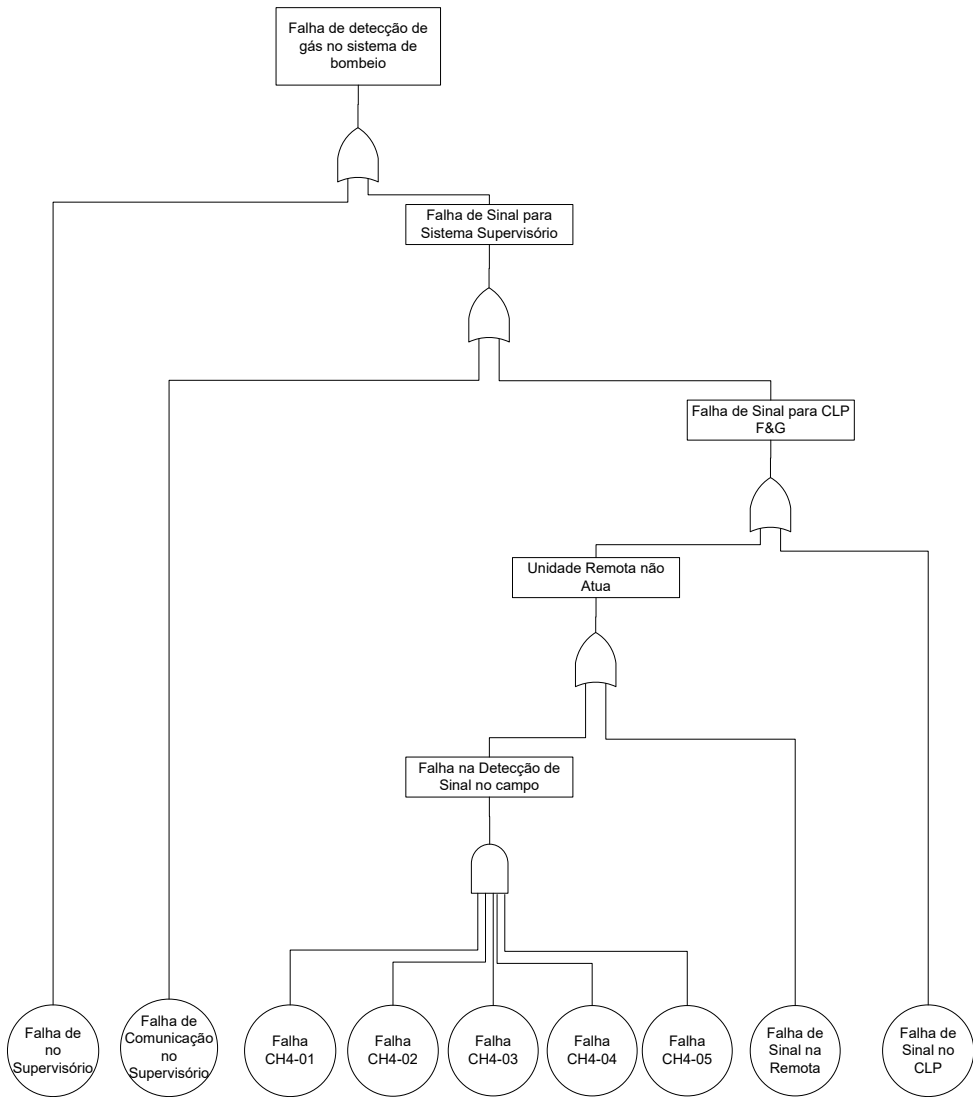 Falha de detecção de
gás no sistema de
bombeio
Falha de Sinal para
Sistema Supervisório
Falha de Sinal para CLP
F&G
Unidade Remota não
Atua
Falha na Detecção de
Sinal no campo
Falha de
no
Supervisório
Falha de
Comunicação
no
Supervisório
Falha
CH4-01
Falha
CH4-02
Falha
CH4-03
Falha
CH4-04
Falha
CH4-05
Falha de
Sinal na
Remota
Falha de
Sinal no
CLP